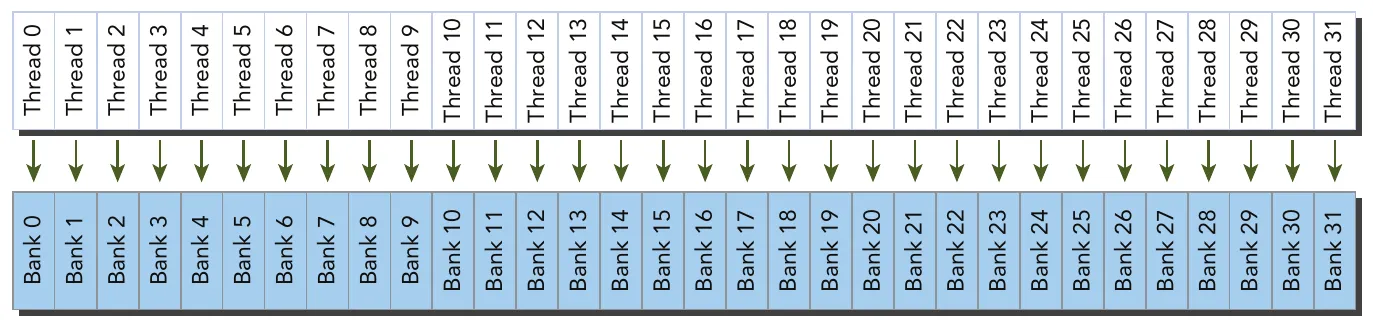 Thread 0
Thread 1
Thread 2
Thread 3
Thread 4
Thread 5
Thread 6
Thread 7
Thread 8
Thread 9
Thread 10
Thread 11
Thread 12
Thread 13
Thread 14
Thread 15
Thread 16
Thread 17
Thread 18
Thread 19
Thread 20
Thread 21
Thread 22
Thread 23
Thread 24
Thread 25
Thread 26
Thread 27
Thread 28
Thread 29
Thread 30
Thread 31
Bank 0
Bank 1
Bank 2
Bank 3
Bank 4
Bank 5
Bank 6
Bank 7
Bank 8
Bank 9
Bank 10
Bank 11
Bank 12
Bank 13
Bank 14
Bank 15
Bank 16
Bank 17
Bank 18
Bank 19
Bank 20
Bank 21
Bank 22
Bank 23
Bank 24
Bank 25
Bank 26
Bank 27
Bank 28
Bank 29
Bank 30
Bank 31